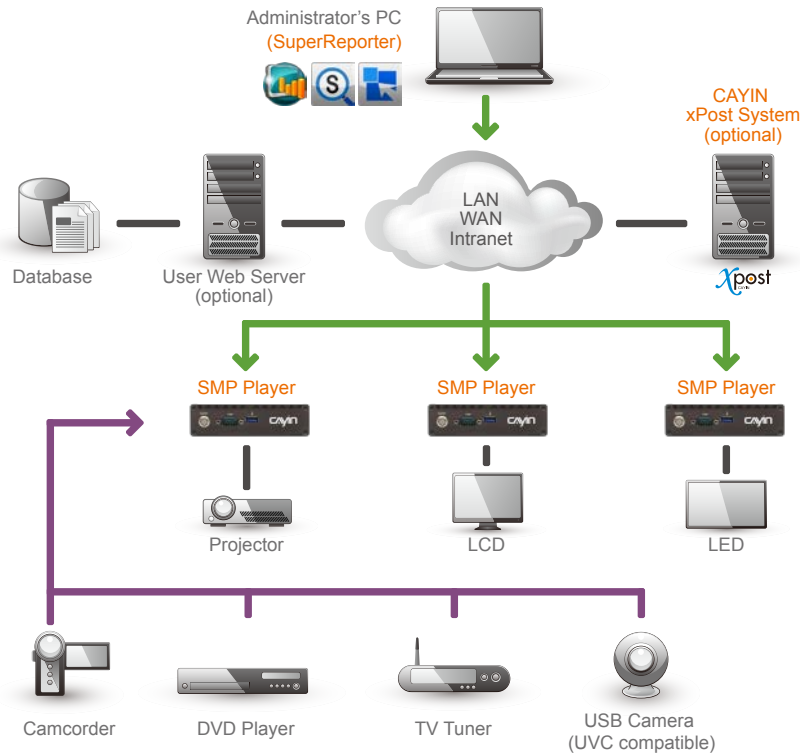 Administrator's PC
(SuperReporter)
S
CAYIN
xPost System
(optional)
LAN
WAN
Intranet
Database
User Web Server
(optional)
Xpost
CAYIN
SMP Player
SMP Player
SMP Player
CAYIN
CAYIN
CAYIN
Projector
LCD
LED
Camcorder
DVD Player
TV Tuner
USB Camera
(UVC compatible)